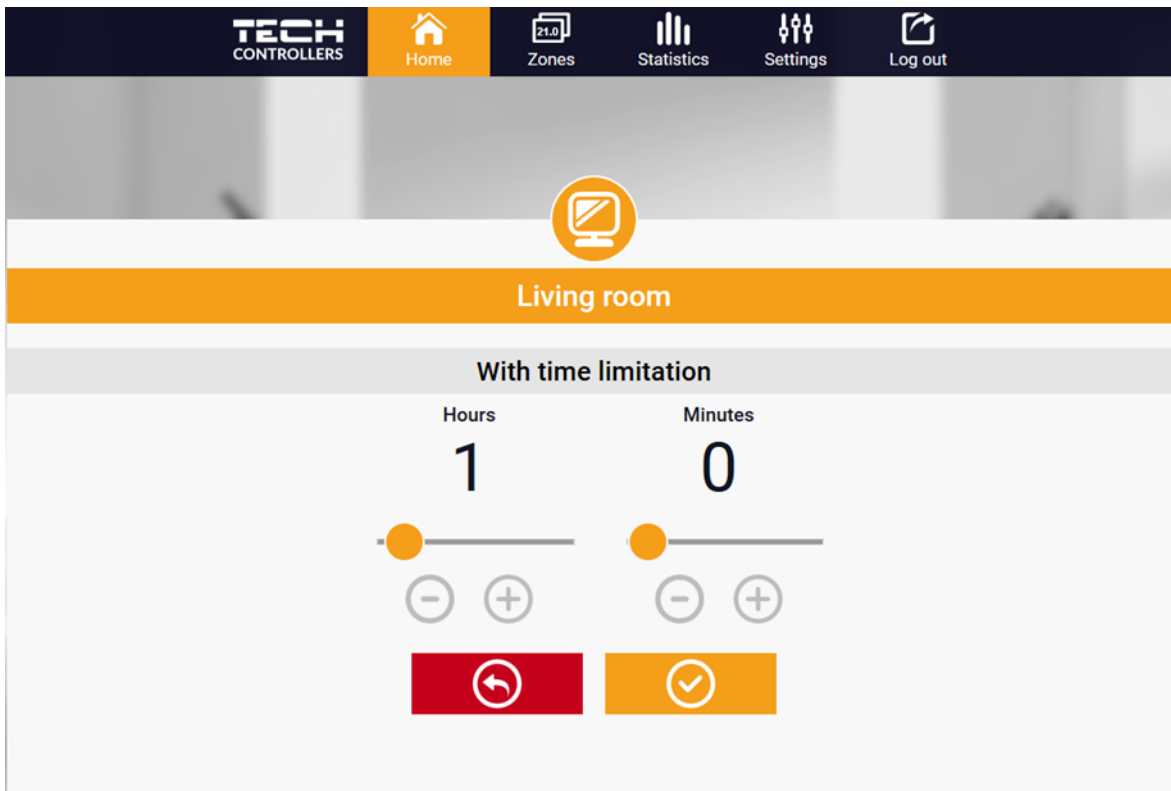 TECH
CONTROLLERS
Home
21.0
Zones
Statistics
Settings
Log out
Living room
With time limitation
Hours
Minutes
1
0